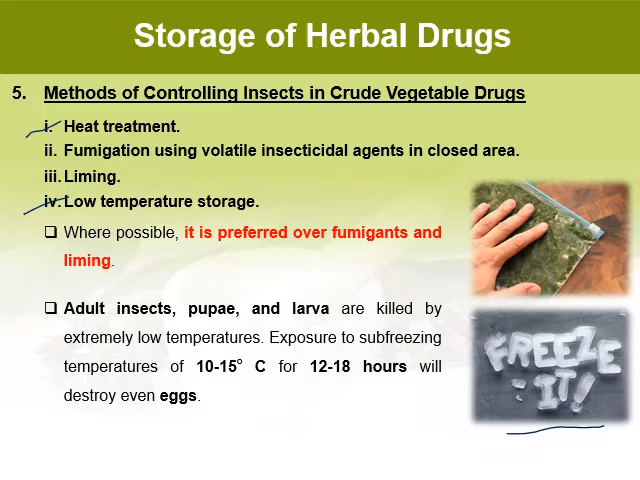 Storage of Herbal Drugs
5. Methods of Controlling Insects in Crude Vegetable Drugs
i. Heat treatment.
ii. Fumigation using volatile insecticidal agents in closed area.
iii. Liming.
iv. Low temperature storage.
Where possible, it is preferred over fumigants and
liming.
Adult insects, pupae, and larva are killed by
extremely low temperatures. Exposure to subfreezing
temperatures of 10-15° C for 12-18 hours will
destroy even eggs.
FREEZE
IT!